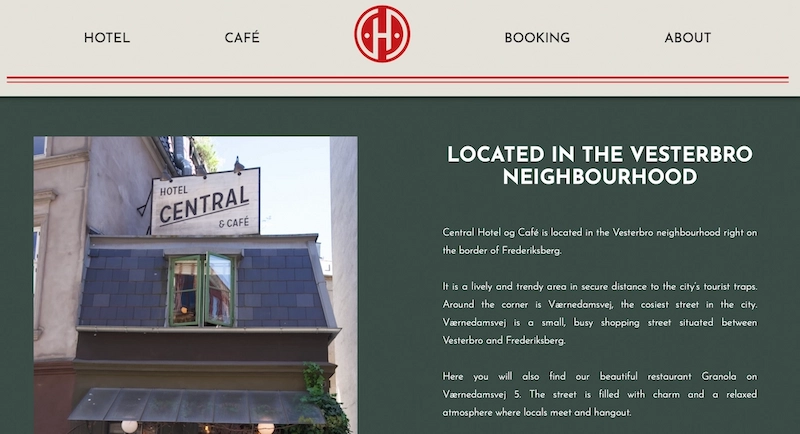 HOTEL
CAFÉ
H
BOOKING
ABOUT
HOTEL
CENTRAL
& CAFÉ
LOCATED IN THE VESTERBRO
NEIGHBOURHOOD
Central Hotel og Café is located in the Vesterbro neighbourhood right on
the border of Frederiksberg.
It is a lively and trendy area in secure distance to the city's tourist traps.
Around the corner is Værnedamsvej, the cosiest street in the city.
Værnedamsvej is a small, busy shopping street situated between
Vesterbro and Frederiksberg.
Here you will also find our beautiful restaurant Granola on
Værnedamsvej 5. The street is filled with charm and a relaxed
atmosphere where locals meet and hangout.